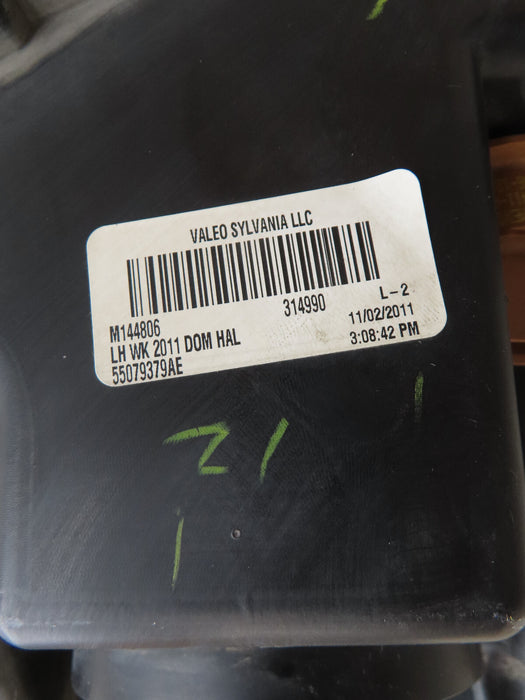 VALEO SYLVANIA LLC
314990 L-2
M144806 11/02/2011
LH WK 2011 DOM HAL 3:08:42 PM
55079379AE